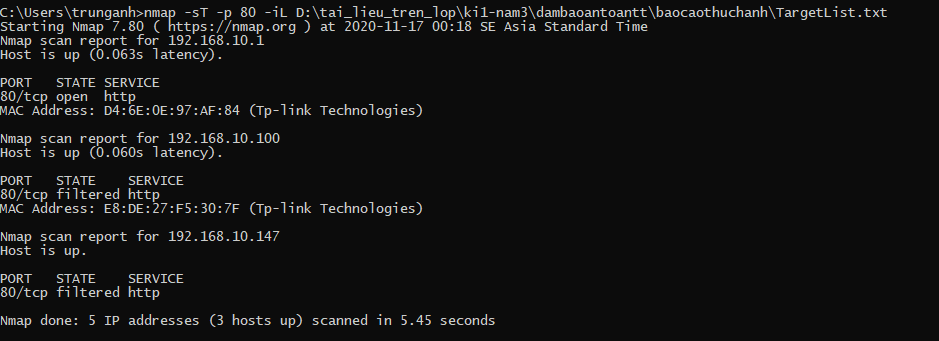 C:\Users\trunganh>nmap -sT -p 80 -iL D:\tai_lieu_tren_lop\ki1-nam3\dambaoantoantt\baocaothuchanh\TargetList.txt
Starting Nmap 7.80 ( https://nmap.org ) at 2020-11-17 00:18 SE Asia Standard Time
Nmap scan report for 192.168.10.1
Host is up (0.063s latency).
PORT STATE SERVICE
80/tcp open http
MAC Address: D4:6E:0E:97:AF:84 (Tp-link Technologies)
Nmap scan report for 192.168.10.100
Host is up (0.060s latency).
PORT STATE SERVICE
80/tcp filtered http
MAC Address: E8:DE:27:F5:30:7F (Tp-link Technologies)
Nmap scan report for 192.168.10.147
Host is up.
PORT STATE SERVICE
80/tcp filtered http
Nmap done: 5 IP addresses (3 hosts up) scanned in 5.45 seconds